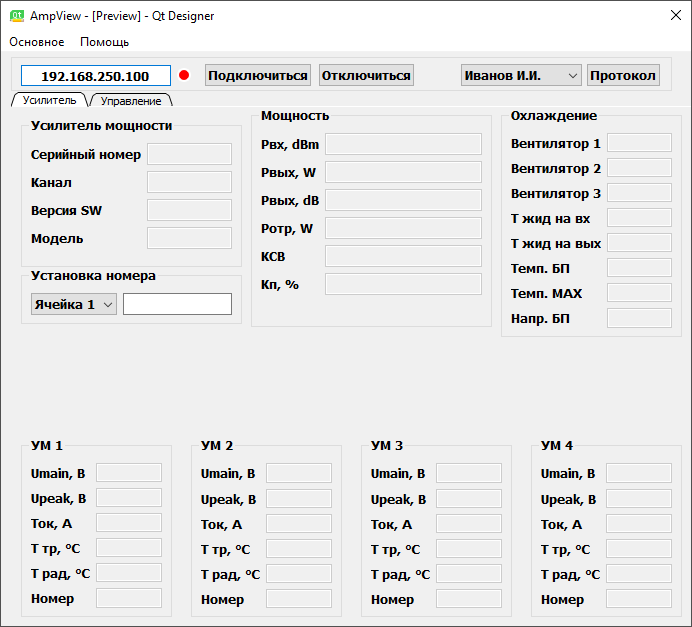 AmpView - [Preview] - Qt Designer
Основное Помощь
192.168.250.100 Подключиться Отключиться Иванов И.И. Протокол
Усилитель Управление
Усилитель мощности
Серийный номер
Канал
Версия SW
Модель
Установка номера
Ячейка 1
Мощность
Pвх, dBm
Pвых, W
Pвых, dB
Pотр, W
КСВ
Кп, %
Охлаждение
Вентилятор 1
Вентилятор 2
Вентилятор 3
Т жид на вх
Т жид на вых
Темп. БП
Темп. MAX
Напр. БП
УМ 1
Umain, В
Upeak, В
Ток, А
Т тр, °C
Т рад, °C
Номер
УМ 2
Umain, В
Upeak, В
Ток, А
Т тр, °C
Т рад, °C
Номер
УМ 3
Umain, В
Upeak, В
Ток, А
Т тр, °C
Т рад, °C
Номер
УМ 4
Umain, В
Upeak, В
Ток, А
Т тр, °C
Т рад, °C
Номер